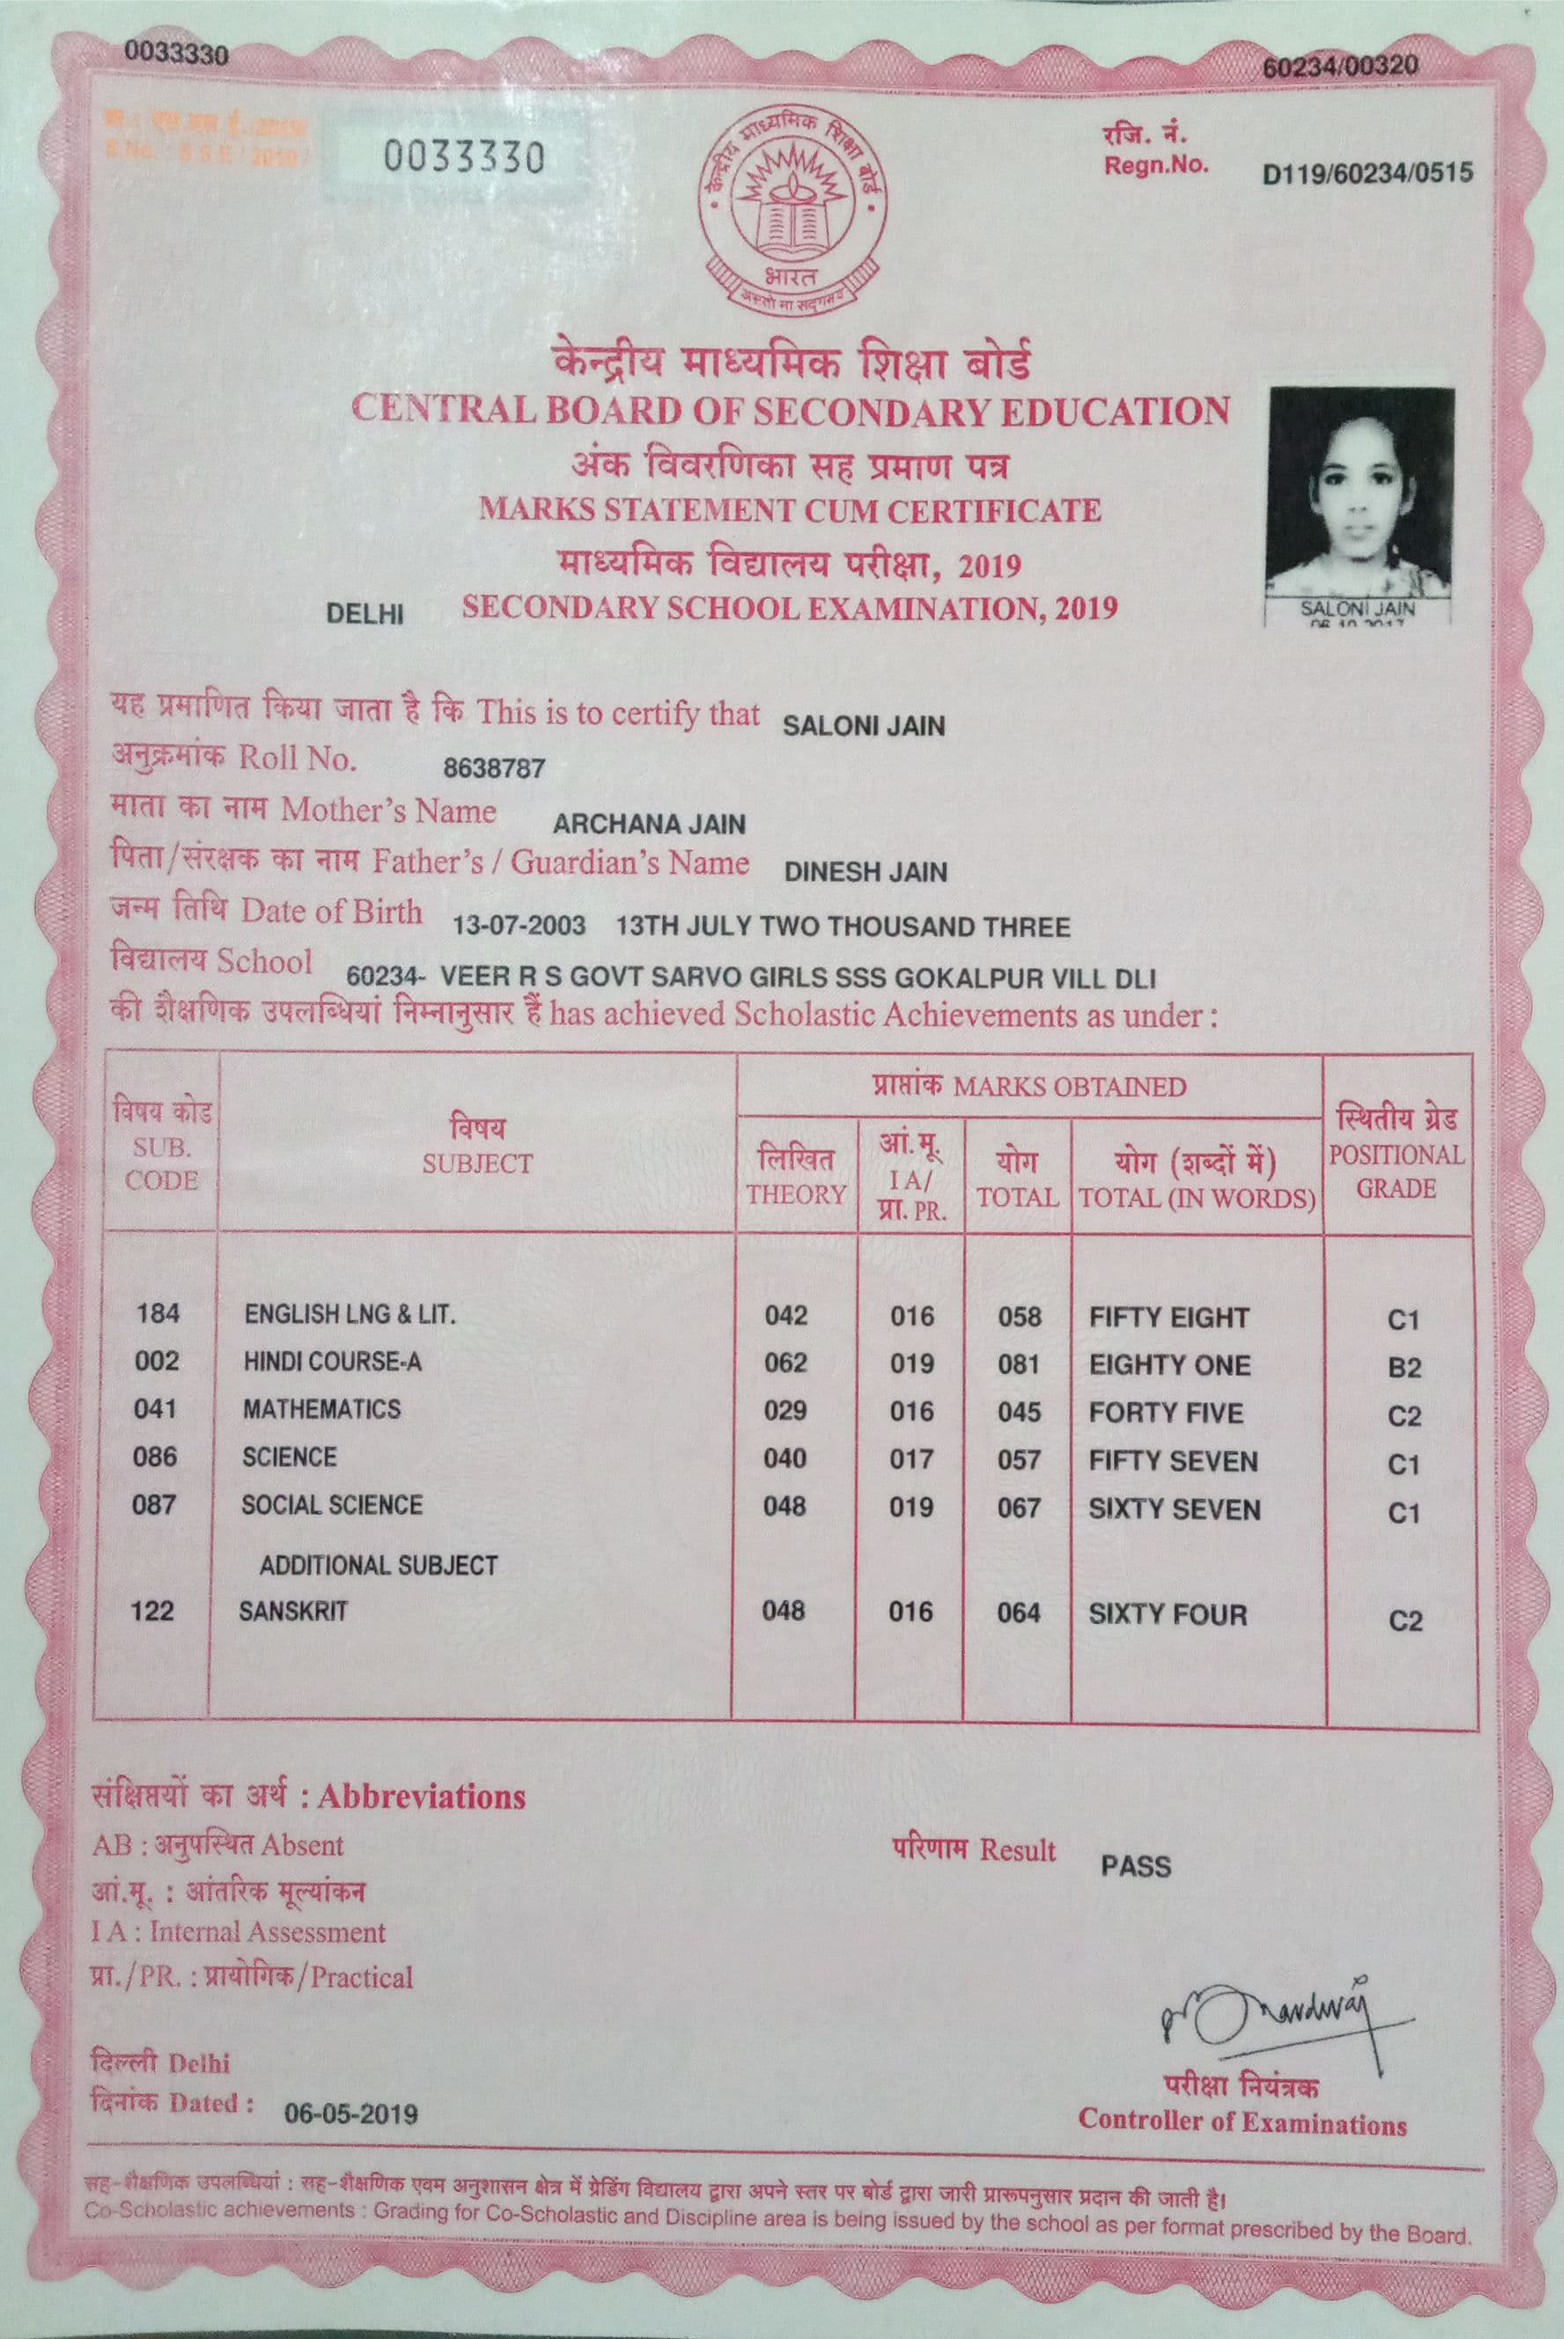 0033330
60234/00320
0033330
रजि. नं.
Regn.No. D119/60234/0515
केन्द्रीय माध्यमिक शिक्षा बोर्ड
भारत
असतो मा सद्गमय
केन्द्रीय माध्यमिक शिक्षा बोर्ड
CENTRAL BOARD OF SECONDARY EDUCATION
अंक विवरणिका सह प्रमाण पत्र
MARKS STATEMENT CUM CERTIFICATE
माध्यमिक विद्यालय परीक्षा, 2019
DELHI SECONDARY SCHOOL EXAMINATION, 2019
SALONI JAIN
06.10.2017
यह प्रमाणित किया जाता है कि This is to certify that SALONI JAIN
अनुक्रमांक Roll No. 8638787
माता का नाम Mother's Name ARCHANA JAIN
पिता/संरक्षक का नाम Father's / Guardian's Name DINESH JAIN
जन्म तिथि Date of Birth 13-07-2003 13TH JULY TWO THOUSAND THREE
विद्यालय School 60234- VEER R S GOVT SARVO GIRLS SSS GOKALPUR VILL DLI
की शैक्षणिक उपलब्धियां निम्नानुसार हैं has achieved Scholastic Achievements as under :
विषय कोड
SUB.
CODE
विषय
SUBJECT
प्राप्तांक MARKS OBTAINED
लिखित
THEORY
आं.मू.
I A/
प्रा. PR.
योग
TOTAL
योग (शब्दों में)
TOTAL (IN WORDS)
स्थितीय ग्रेड
POSITIONAL
GRADE
184 ENGLISH LNG & LIT. 042 016 058 FIFTY EIGHT C1
002 HINDI COURSE-A 062 019 081 EIGHTY ONE B2
041 MATHEMATICS 029 016 045 FORTY FIVE C2
086 SCIENCE 040 017 057 FIFTY SEVEN C1
087 SOCIAL SCIENCE 048 019 067 SIXTY SEVEN C1
ADDITIONAL SUBJECT
122 SANSKRIT 048 016 064 SIXTY FOUR C2
संक्षिप्तयों का अर्थ : Abbreviations
AB : अनुपस्थित Absent
परिणाम Result PASS
आं.मू. : आंतरिक मूल्यांकन
I A : Internal Assessment
प्रा./PR. : प्रायोगिक/Practical
दिल्ली Delhi
दिनांक Dated : 06-05-2019
परीक्षा नियंत्रक
Controller of Examinations
सह-शैक्षणिक उपलब्धियां : सह-शैक्षणिक एवम अनुशासन क्षेत्र में ग्रेडिंग विद्यालय द्वारा अपने स्तर पर बोर्ड द्वारा जारी प्रारूपनुसार प्रदान की जाती है।
Co-Scholastic achievements : Grading for Co-Scholastic and Discipline area is being issued by the school as per format prescribed by the Board.